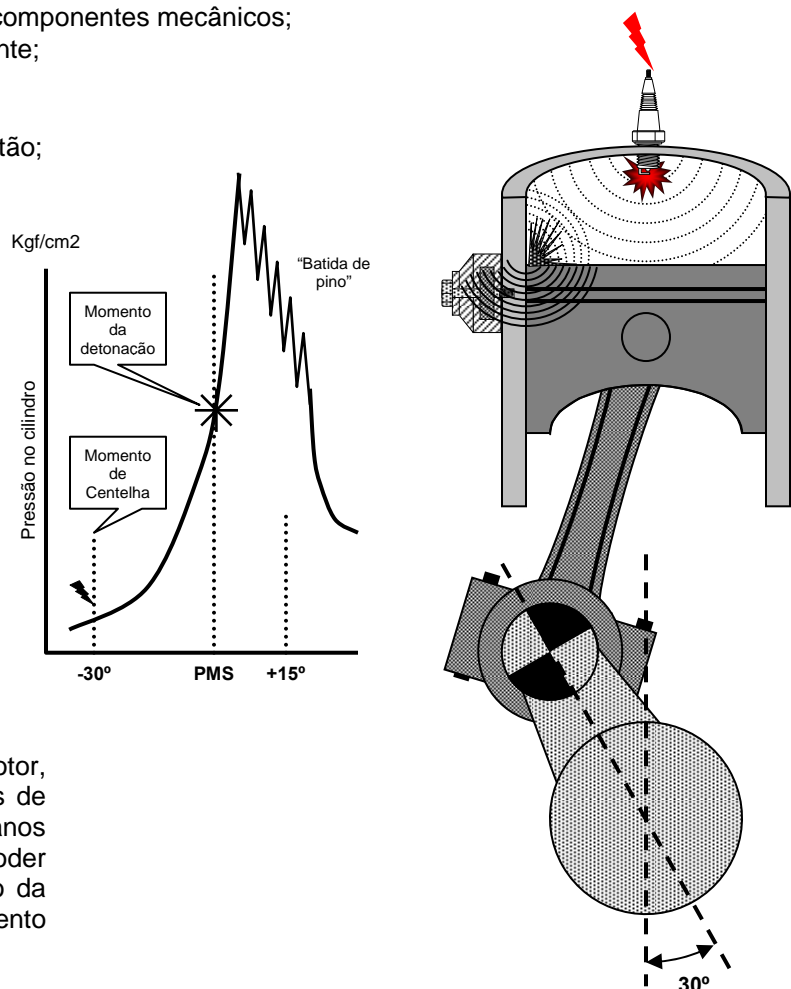 componentes mecânicos;
nte;
tão;
Kgf/cm2
"Batida de
pino"
Momento
da
detonacão
Pressão no cilindro
Momento
de
Centelha
-30º PMS +15º
otor,
s de
anos
oder
o da
ento
30º